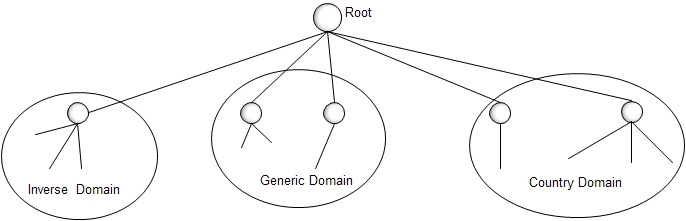 Root
Inverse Domain
Generic Domain
Country Domain